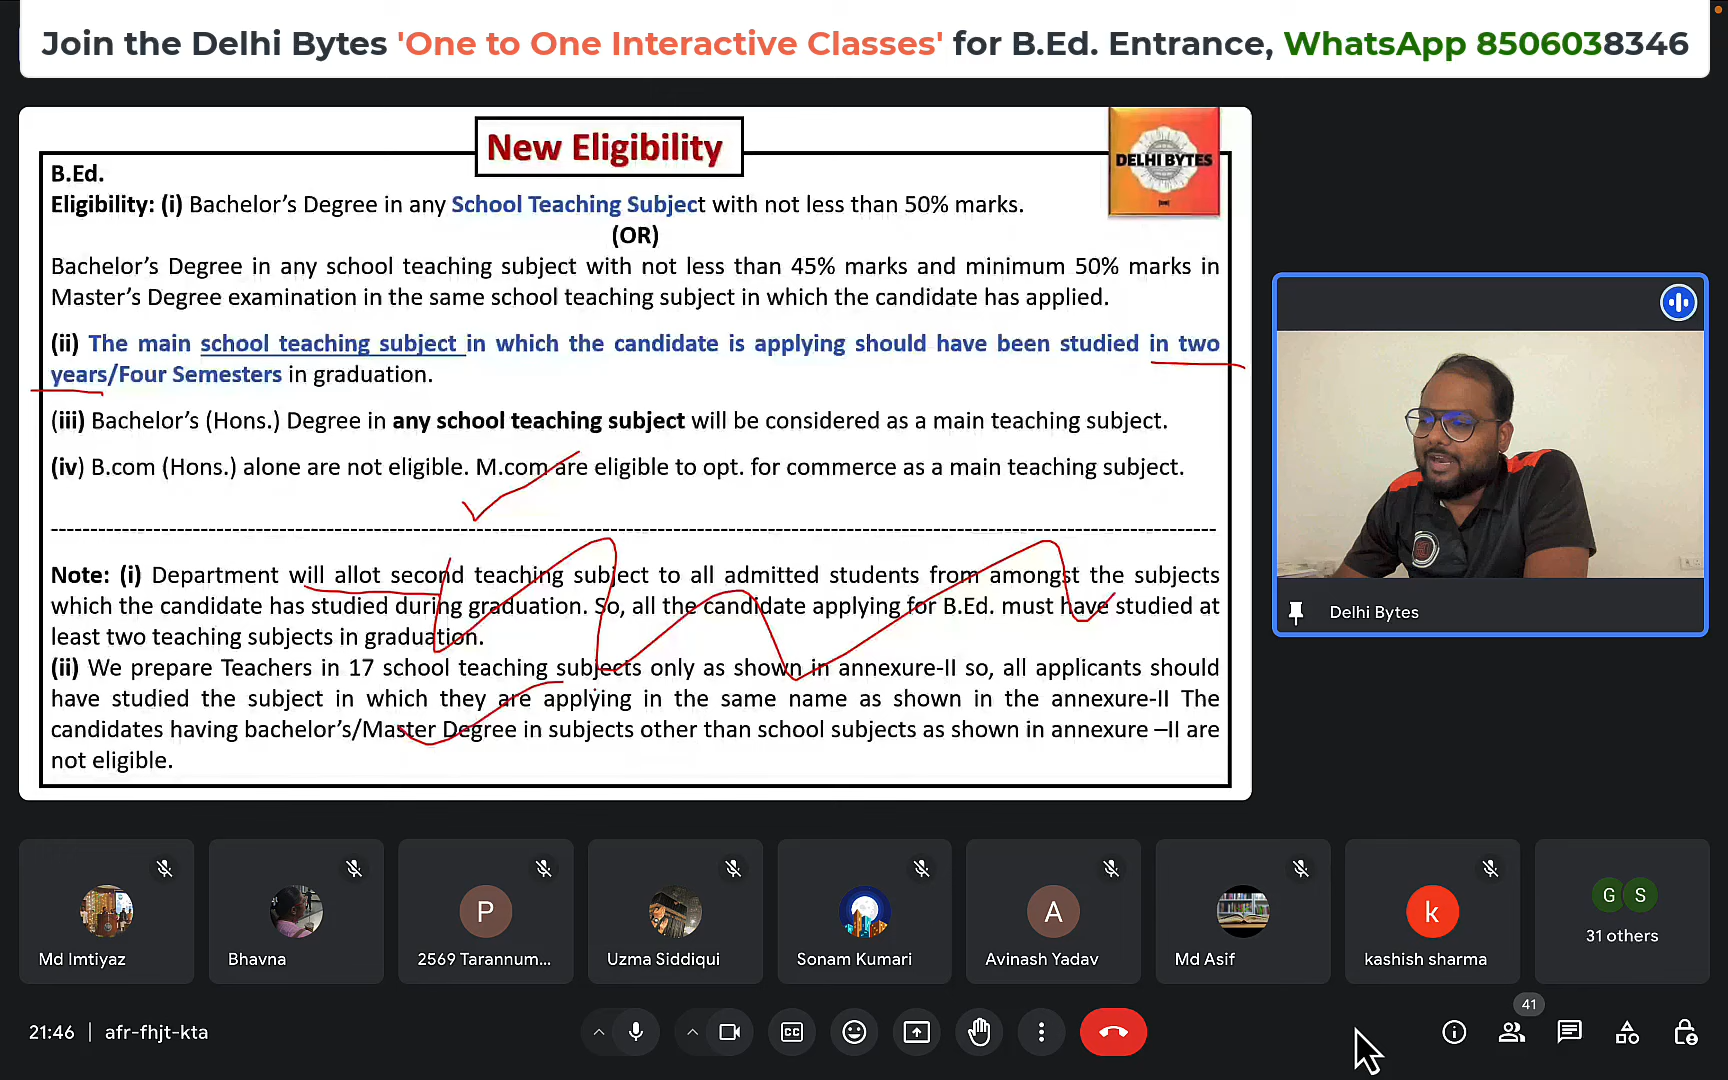 Join the Delhi Bytes 'One to One Interactive Classes' for B.Ed. Entrance, WhatsApp 8506038346
New Eligibility
DELHI BYTES
B.Ed.
Eligibility: (i) Bachelor’s Degree in any School Teaching Subject with not less than 50% marks.
(OR)
Bachelor’s Degree in any school teaching subject with not less than 45% marks and minimum 50% marks in
Master’s Degree examination in the same school teaching subject in which the candidate has applied.
(ii) The main school teaching subject in which the candidate is applying should have been studied in two
years/Four Semesters in graduation.
(iii) Bachelor’s (Hons.) Degree in any school teaching subject will be considered as a main teaching subject.
(iv) B.com (Hons.) alone are not eligible. M.com are eligible to opt. for commerce as a main teaching subject.
Note: (i) Department will allot second teaching subject to all admitted students from amongst the subjects
which the candidate has studied during graduation. So, all the candidate applying for B.Ed. must have studied at
least two teaching subjects in graduation.
(ii) We prepare Teachers in 17 school teaching subjects only as shown in annexure-II so, all applicants should
have studied the subject in which they are applying in the same name as shown in the annexure-II The
candidates having bachelor’s/Master Degree in subjects other than school subjects as shown in annexure –II are
not eligible.
Delhi Bytes
P
A
k
G S
31 others
Md Imtiyaz
Bhavna
2569 Tarannum...
Uzma Siddiqui
Sonam Kumari
Avinash Yadav
Md Asif
kashish sharma
41
21:46 | afr-fhjt-kta
CC